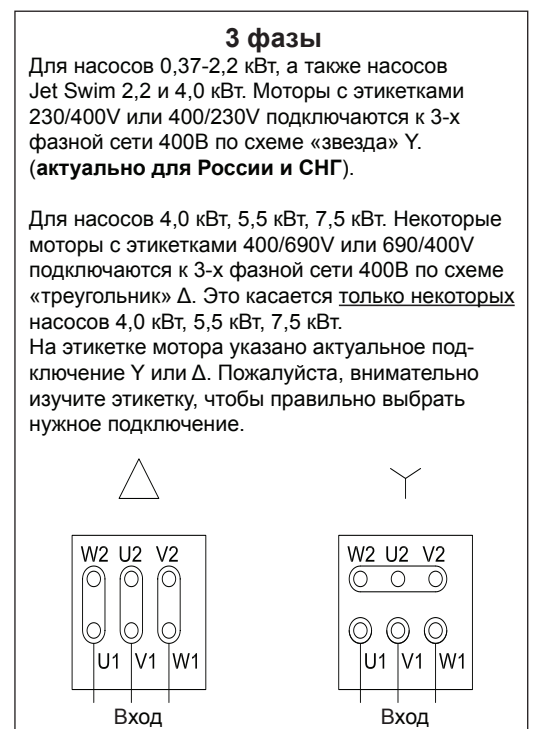 3 фазы
Для насосов 0,37-2,2 кВт, а также насосов
Jet Swim 2,2 и 4,0 кВт. Моторы с этикетками
230/400V или 400/230V подключаются к 3-х
фазной сети 400В по схеме «звезда» Y.
(актуально для России и СНГ).
Для насосов 4,0 кВт, 5,5 кВт, 7,5 кВт. Некоторые
моторы с этикетками 400/690V или 690/400V
подключаются к 3-х фазной сети 400В по схеме
«треугольник» Δ. Это касается только некоторых
насосов 4,0 кВт, 5,5 кВт, 7,5 кВт.
На этикетке мотора указано актуальное под-
ключение Y или Δ. Пожалуйста, внимательно
изучите этикетку, чтобы правильно выбрать
нужное подключение.
W2 U2 V2
U1 V1 W1
Вход
W2 U2 V2
U1 V1 W1
Вход